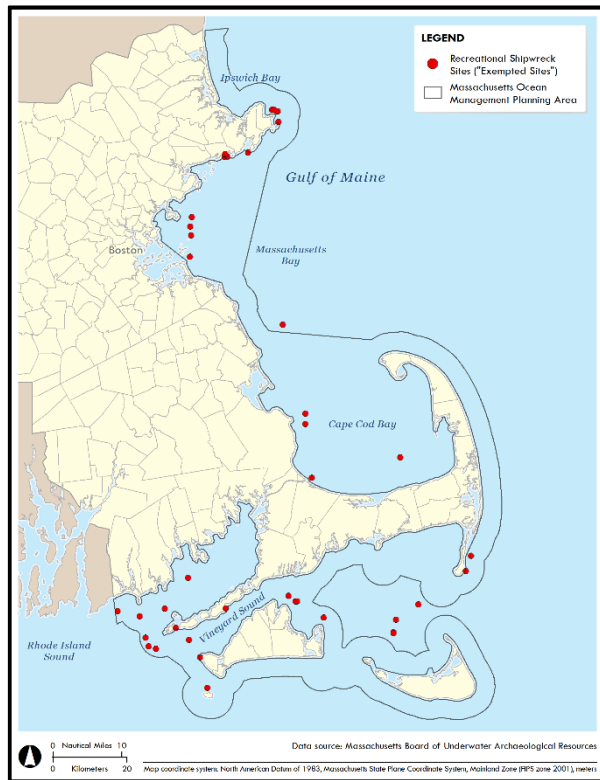 LEGEND
Recreational Shipwreck
Sites ("Exempted Sites")
Massachusetts Ocean
Management Planning Area
Ipswich Bay
Gulf of Maine
Boston
Massachusetts
Bay
Cape Cod Bay
Vineyard Sound
Rhode Island
Sound
0 Nautical Miles 10
0 Kilometers 20
Data source: Massachusetts Board of Underwater Archaeological Resources
Map coordinate system: North American Datum of 1983, Massachusetts State Plane Coordinate System, Mainland Zone (FIPS zone 2001), meters